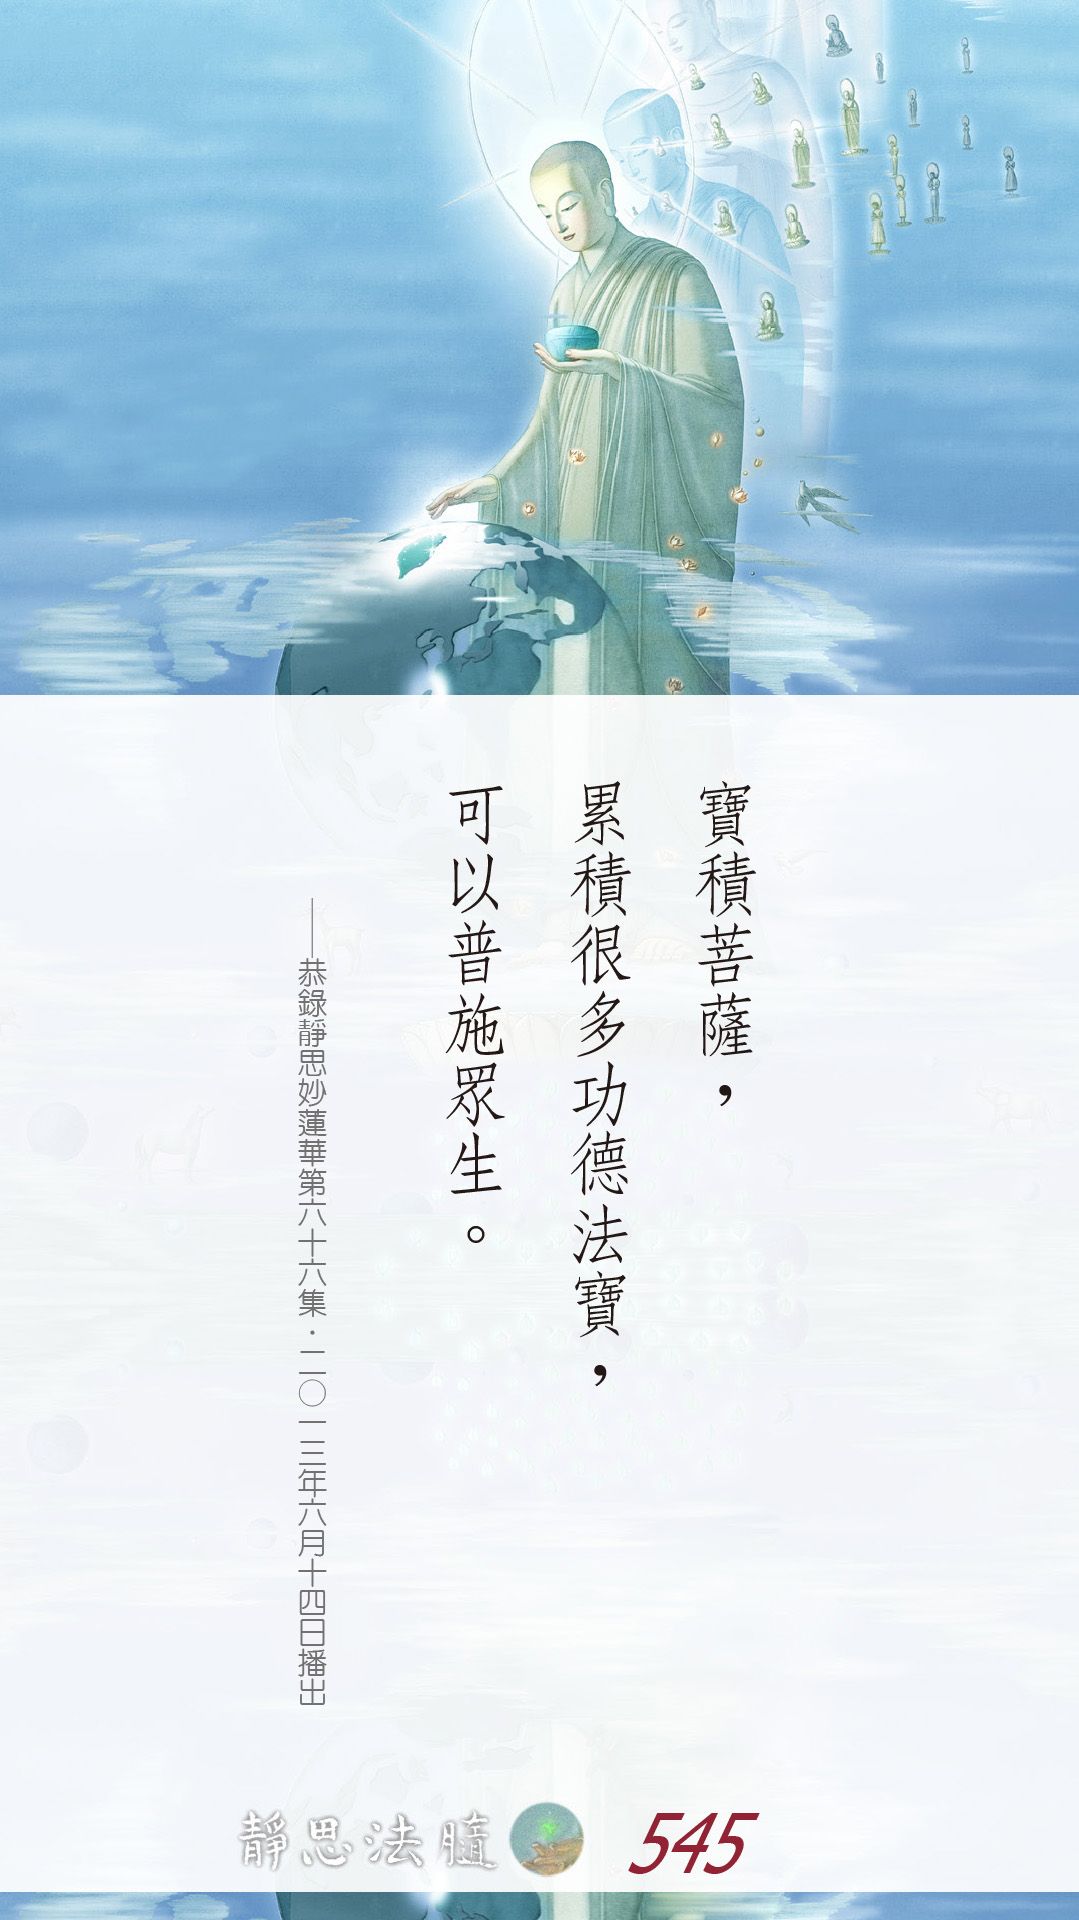 寶積菩薩，
累積很多功德法寶，
可以普施眾生。
——恭錄靜思妙蓮華第六十六集．二〇一三年六月十四日播出
靜思法髓
545